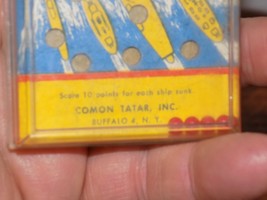 Score 10 points for each ship sunk
COMON TATAR, INC.
BUFFALO 4, N. Y.